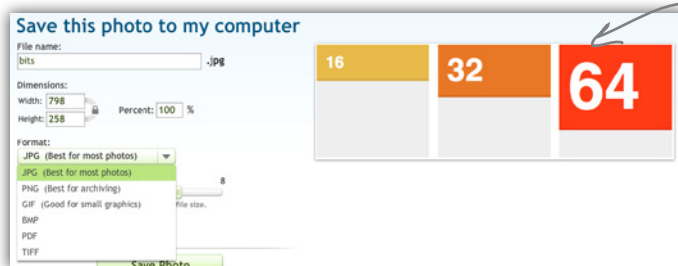 Save this photo to my computer
File name:
bits .jpg
Dimensions:
Width: 798
Height: 258
Percent: 100 %
Format:
JPG (Best for most photos)
JPG (Best for most photos)
PNG (Best for archiving)
GIF (Good for small graphics)
BMP
PDF
TIFF
8
file size.
Save Photo
16
32
64